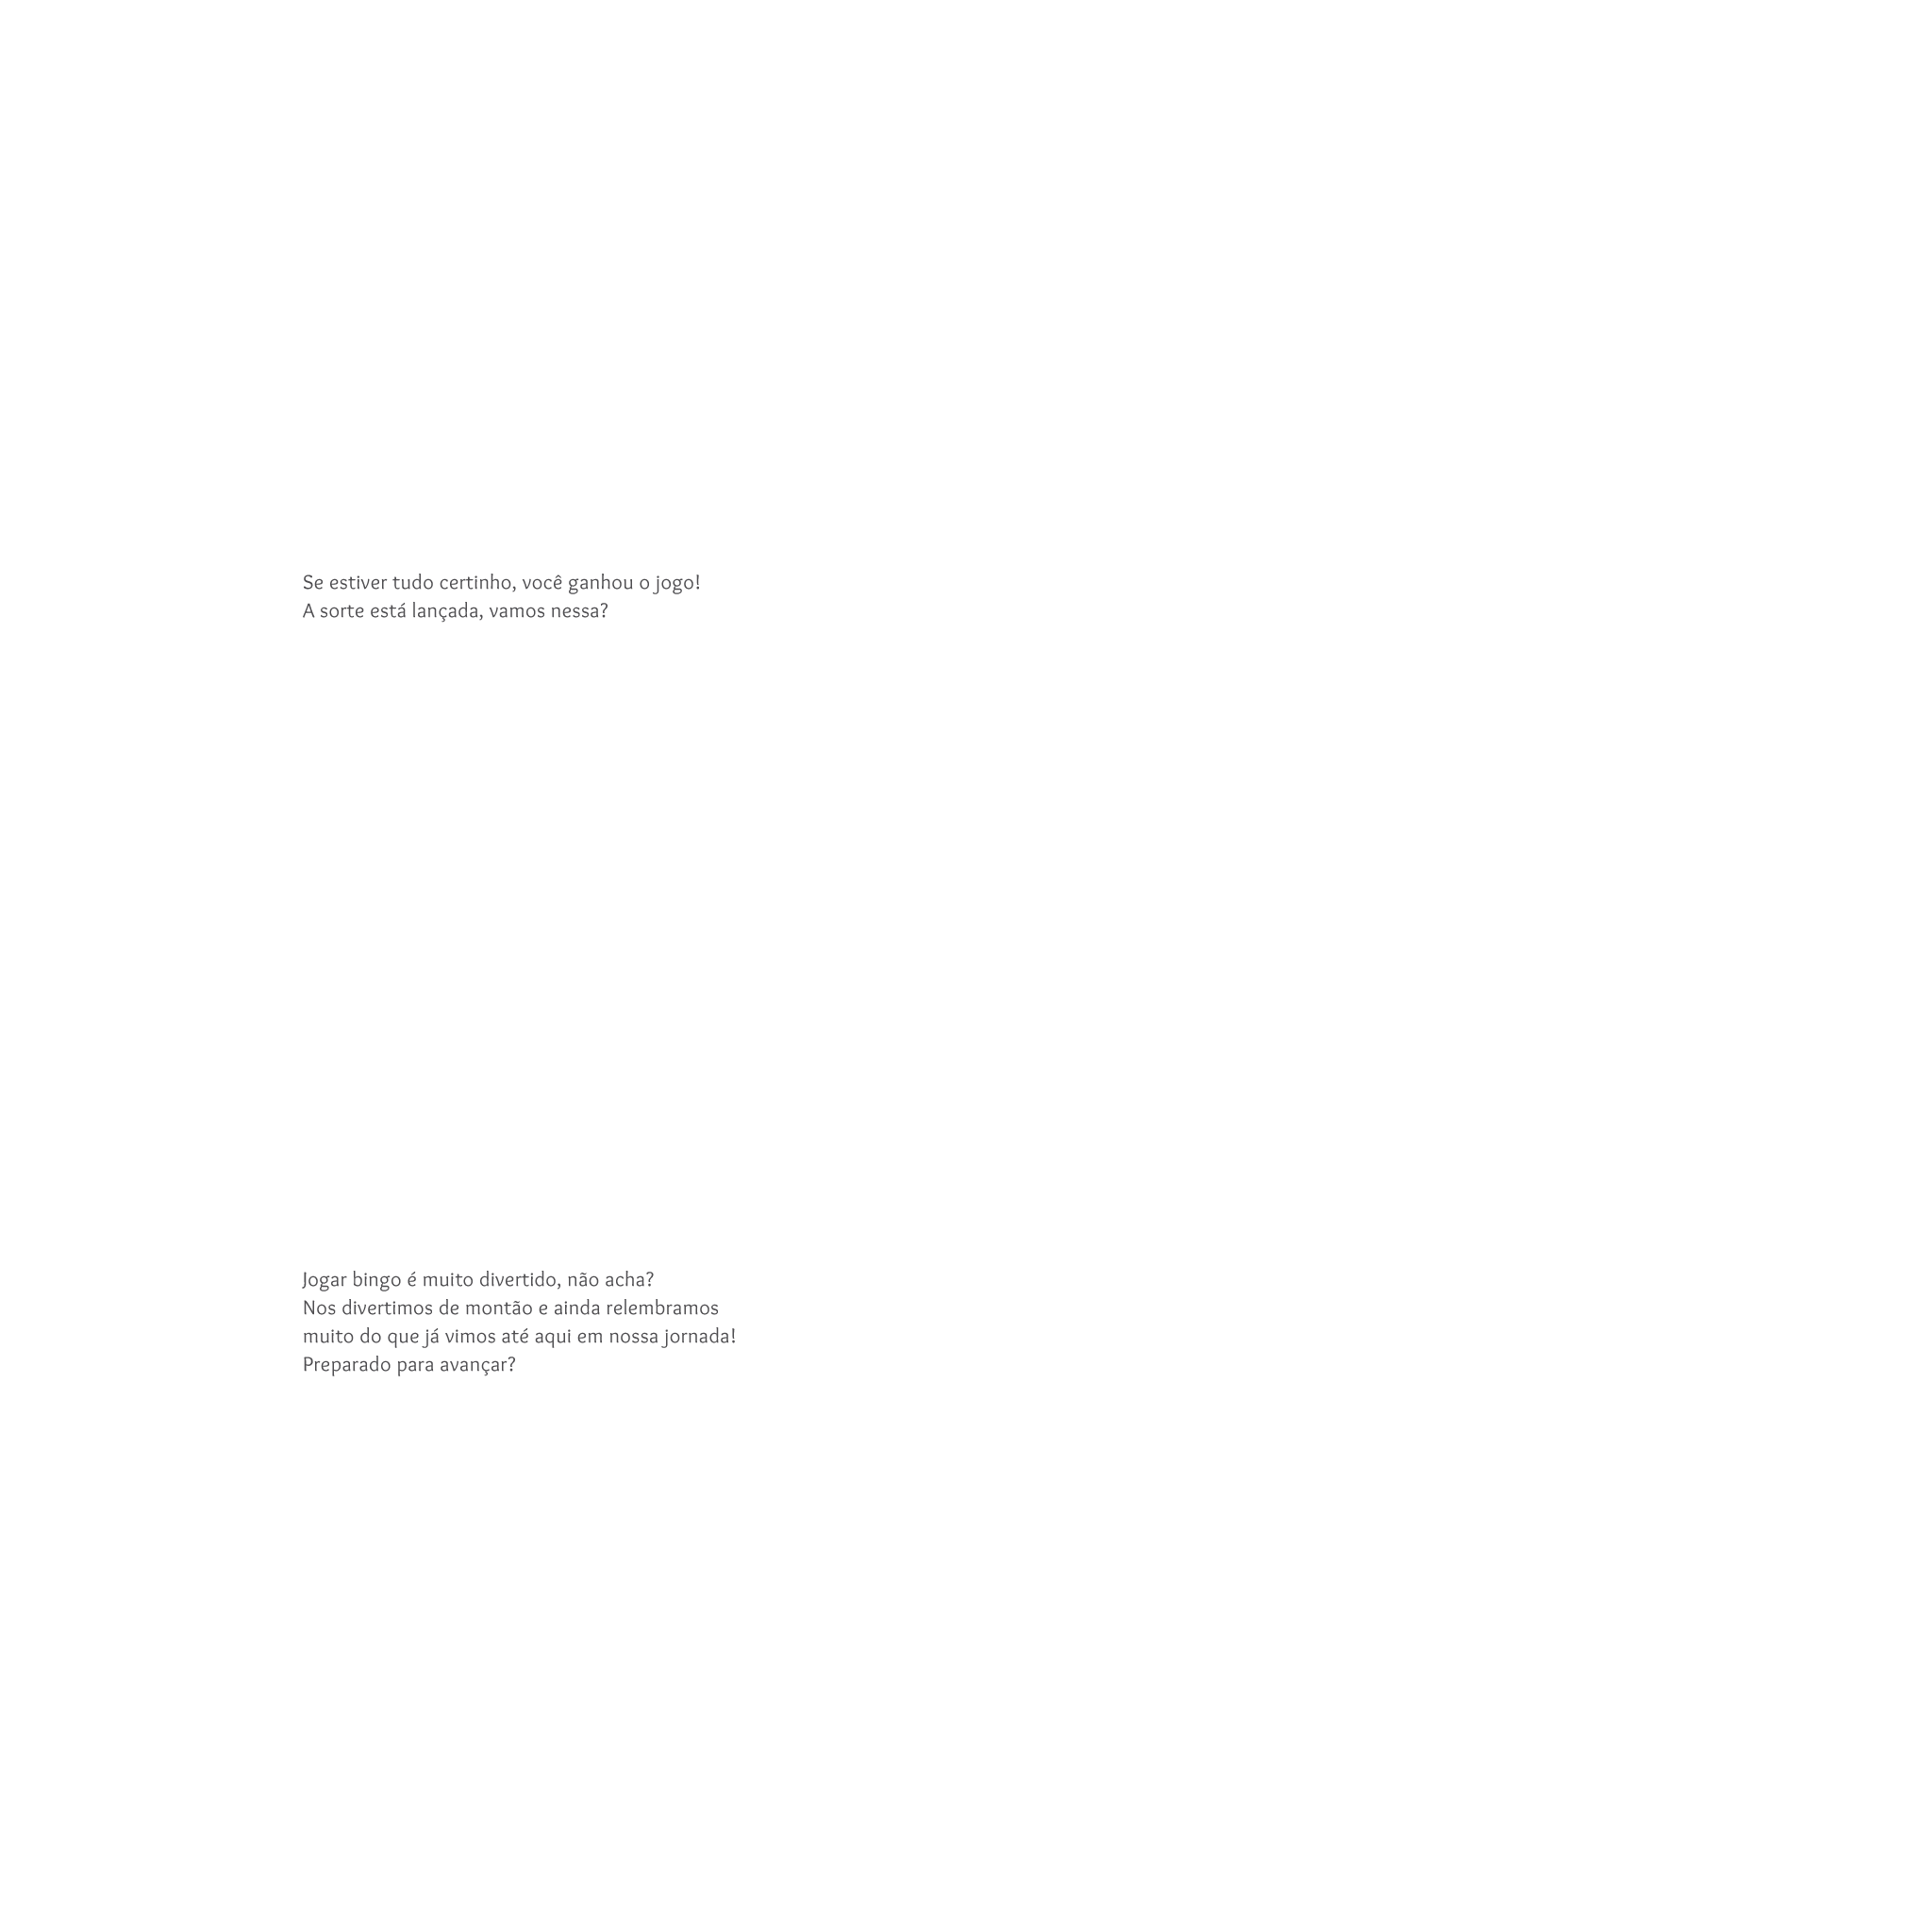 Se estiver tudo certinho, você ganhou o jogo!
A sorte está lançada, vamos nessa?
Jogar bingo é muito divertido, não acha?
Nos divertimos de montão e ainda relembramos
muito do que já vimos até aqui em nossa jornada!
Preparado para avançar?